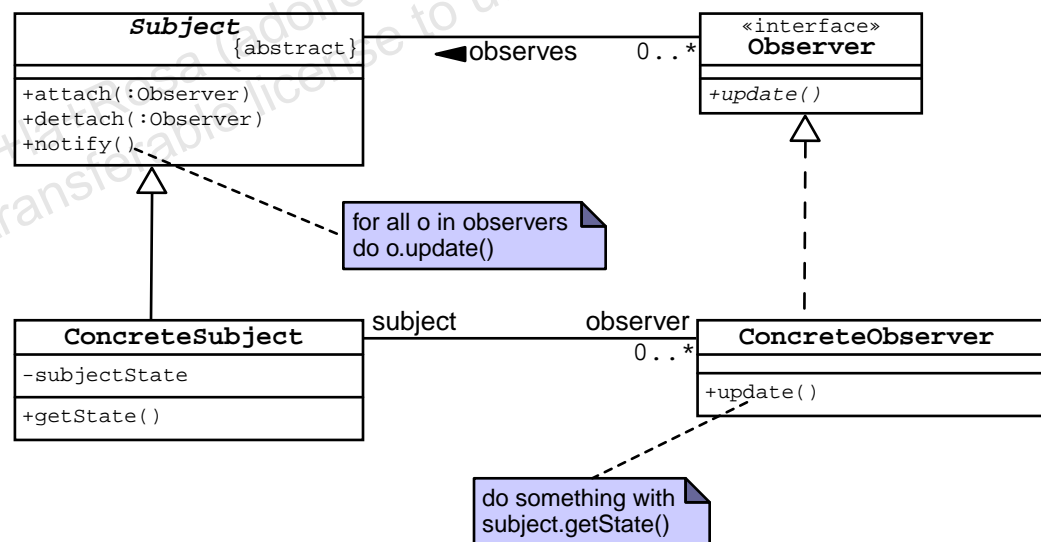 Subject
{abstract}
+attach(:Observer)
+dettach(:Observer)
+notify()
observes
0..*
«interface»
Observer
+update()
for all o in observers
do o.update()
ConcreteSubject
-subjectState
+getState()
subject
observer
0..*
ConcreteObserver
+update()
do something with
subject.getState()